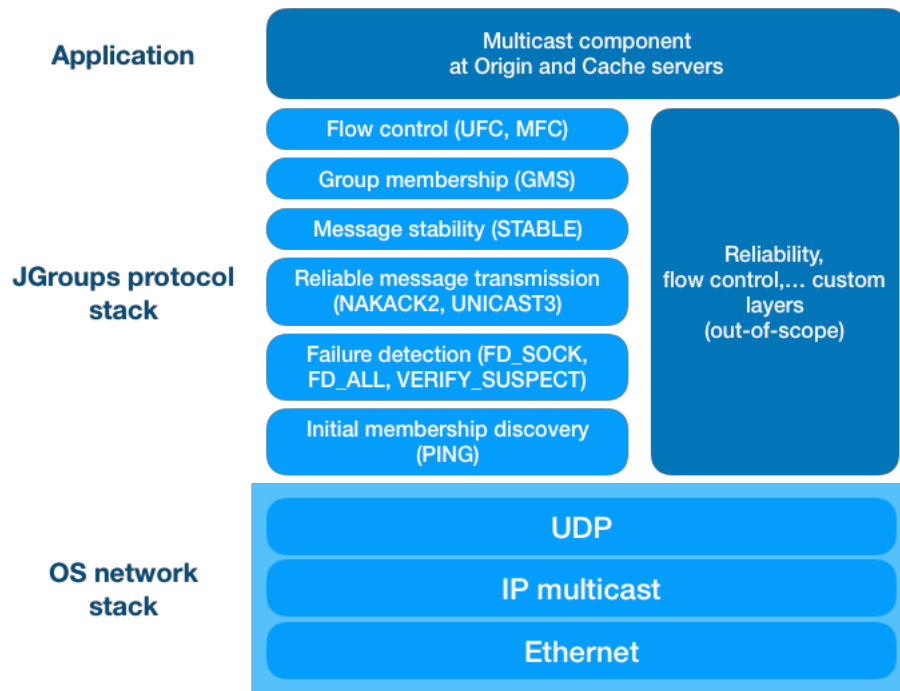 Application
Multicast component
at Origin and Cache servers
Flow control (UFC, MFC)
Group membership (GMS)
Message stability (STABLE)
JGroups protocol
stack
Reliable message transmission
(NAKACK2, UNICAST3)
Failure detection (FD_SOCK,
FD_ALL, VERIFY_SUSPECT)
Initial membership discovery
(PING)
Reliability,
flow control,... custom
layers
(out-of-scope)
OS network
stack
UDP
IP multicast
Ethernet